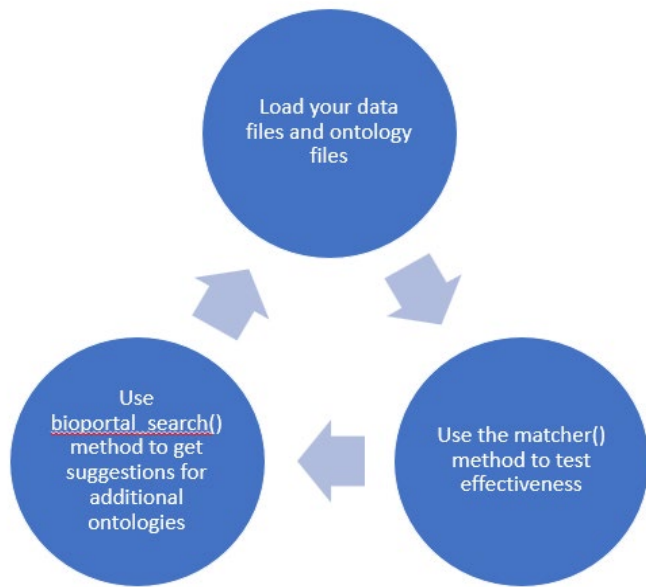 Load your data
files and ontology
files
Use the matcher()
method to test
effectiveness
Use
bioportal_search()
method to get
suggestions for
additional
ontologies